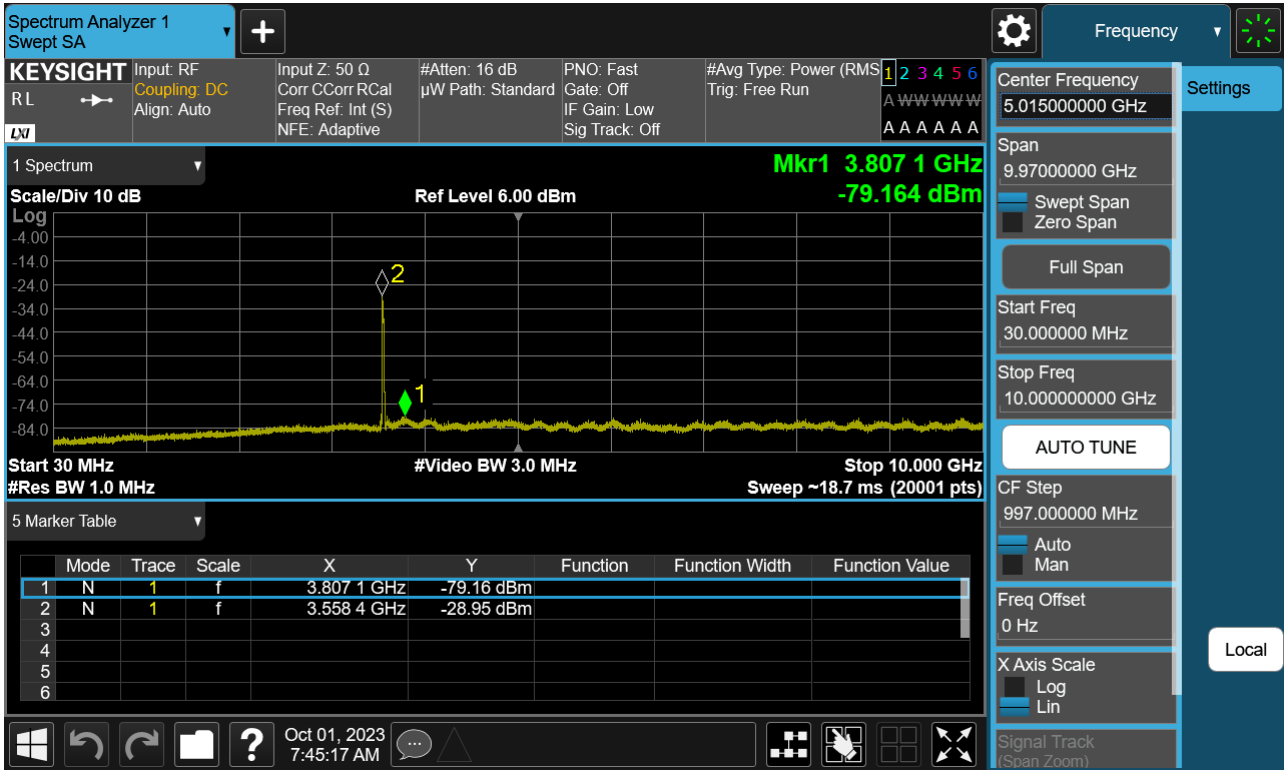 Spectrum Analyzer 1
Swept SA
Frequency
KEYSIGHT
R L
LXI
Input: RF
Coupling: DC
Align: Auto
Input Z: 50 Ω
Corr CCorr RCal
Freq Ref: Int (S)
NFE: Adaptive
#Atten: 16 dB
µW Path: Standard
PNO: Fast
Gate: Off
IF Gain: Low
Sig Track: Off
#Avg Type: Power (RMS
Trig: Free Run
1 2 3 4 5 6
A W W W W W
A A A A A A
1 Spectrum
Mkr1 3.807 1 GHz
Scale/Div 10 dB
Ref Level 6.00 dBm
-79.164 dBm
Log
-4.00
-14.0
-24.0
-34.0
-44.0
-54.0
-64.0
-74.0
-84.0
2
1
Start 30 MHz
#Video BW 3.0 MHz
Stop 10.000 GHz
#Res BW 1.0 MHz
Sweep ~18.7 ms (20001 pts)
5 Marker Table
Mode Trace Scale X Y Function Function Width Function Value
1 N 1 f 3.807 1 GHz -79.16 dBm
2 N 1 f 3.558 4 GHz -28.95 dBm
3
4
5
6
Center Frequency
5.015000000 GHz
Span
9.97000000 GHz
Swept Span
Zero Span
Full Span
Start Freq
30.000000 MHz
Stop Freq
10.000000000 GHz
AUTO TUNE
CF Step
997.000000 MHz
Auto
Man
Freq Offset
0 Hz
X Axis Scale
Log
Lin
Signal Track
(Span Zoom)
Settings
Local
?
Oct 01, 2023
7:45:17 AM